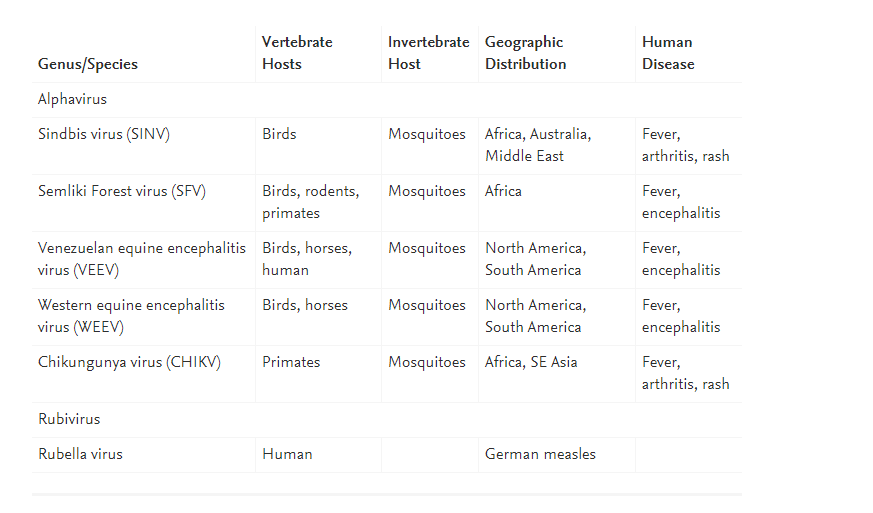 Genus/Species Vertebrate Hosts Invertebrate Host Geographic Distribution Human Disease
Alphavirus
Sindbis virus (SINV) Birds Mosquitoes Africa, Australia, Middle East Fever, arthritis, rash
Semliki Forest virus (SFV) Birds, rodents, primates Mosquitoes Africa Fever, encephalitis
Venezuelan equine encephalitis virus (VEEV) Birds, horses, human Mosquitoes North America, South America Fever, encephalitis
Western equine encephalitis virus (WEEV) Birds, horses Mosquitoes North America, South America Fever, encephalitis
Chikungunya virus (CHIKV) Primates Mosquitoes Africa, SE Asia Fever, arthritis, rash
Rubivirus
Rubella virus Human German measles